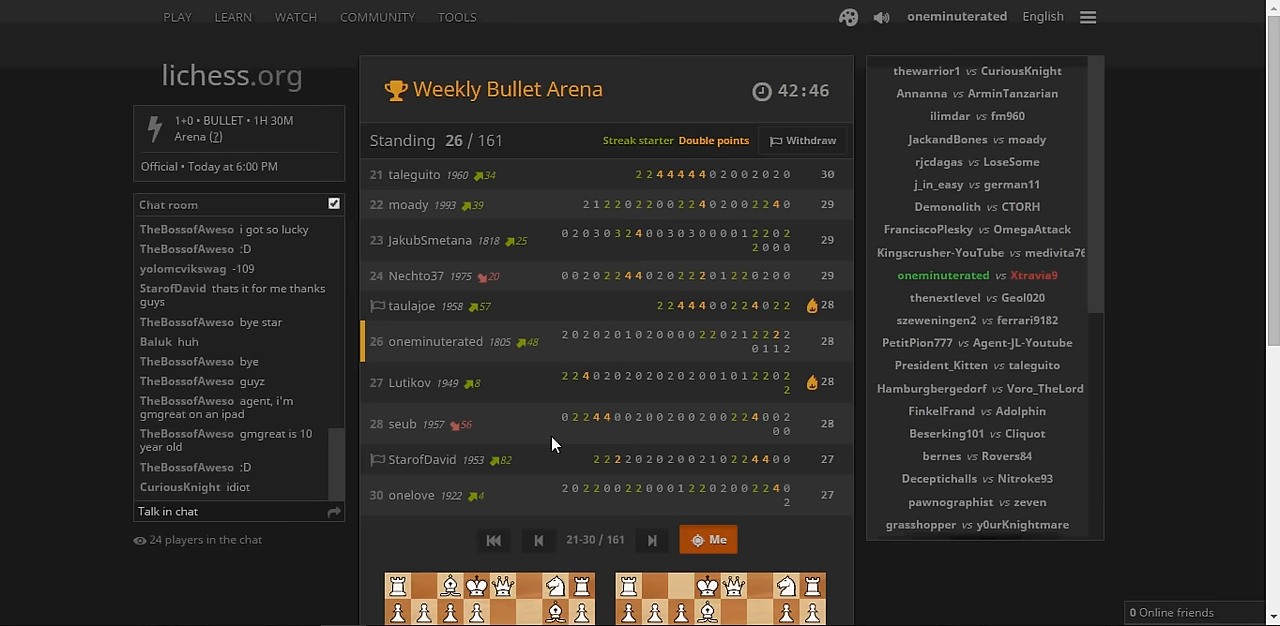 PLAY LEARN WATCH COMMUNITY TOOLS
oneminuterated English
lichess.org
1+0 • BULLET • 1H 30M
Arena (?)
Official • Today at 6:00 PM
Chat room
TheBossofAweso i got so lucky
TheBossofAweso :D
yolomcvikswag -109
StarofDavid thats it for me thanks
guys
TheBossofAweso bye star
Baluk huh
TheBossofAweso bye
TheBossofAweso guyz
TheBossofAweso agent, i'm
gmgreat on an ipad
TheBossofAweso gmgreat is 10
year old
TheBossofAweso :D
CuriousKnight idiot
Talk in chat
24 players in the chat
Weekly Bullet Arena 42:46
Standing 26 / 161 Streak starter Double points Withdraw
21 taleguito 1960 34 2 2 4 4 4 4 4 0 2 0 0 2 0 2 0 30
22 moady 1993 39 2 1 2 2 0 2 2 0 0 2 2 4 0 2 0 0 2 2 4 0 29
23 JakubSmetana 1818 25 0 2 0 3 0 3 2 4 0 0 3 0 3 0 0 0 0 1 2 2 0 2 29
2 0 0 0
24 Nechto37 1975 20 0 0 2 0 2 2 4 4 0 2 0 2 2 2 0 1 2 2 0 2 0 0 29
taulajoe 1958 57 2 2 4 4 4 0 0 2 2 4 0 2 2 28
26 oneminuterated 1805 48 2 0 2 0 2 0 1 0 2 0 0 0 0 2 2 0 2 1 2 2 2 2 28
0 1 1 2
27 Lutikov 1949 8 2 2 4 0 2 0 2 0 2 0 2 0 2 0 0 1 0 1 2 2 0 2 28
2
28 seub 1957 56 0 2 2 4 4 0 0 2 0 0 2 0 0 2 0 0 2 2 4 0 0 2 28
0 0
StarofDavid 1953 82 2 2 2 2 0 2 0 2 0 0 2 1 0 2 2 4 4 0 0 27
30 onelove 1922 4 2 0 2 2 0 0 2 2 0 0 0 1 2 2 0 2 0 0 2 2 4 0 27
2
21-30 / 161 Me
thewarrior1 vs CuriousKnight
Annanna vs ArminTanzarian
ilimdar vs fm960
JackandBones vs moady
rjcdagas vs LoseSome
j_in_easy vs german11
Demonolith vs CTORH
FranciscoPlesky vs OmegaAttack
Kingscrusher-YouTube vs medivita76
oneminuterated vs Xtravia9
thenextlevel vs Geol020
szeweningen2 vs ferrari9182
PetitPion777 vs Agent-JL-Youtube
President_Kitten vs taleguito
Hamburgbergedorf vs Voro_TheLord
FinkelFrand vs Adolphin
Beserking101 vs Cliquot
bernes vs Rovers84
Deceptichalls vs Nitroke93
pawnographist vs zeven
grasshopper vs y0urKnightmare
0 Online friends